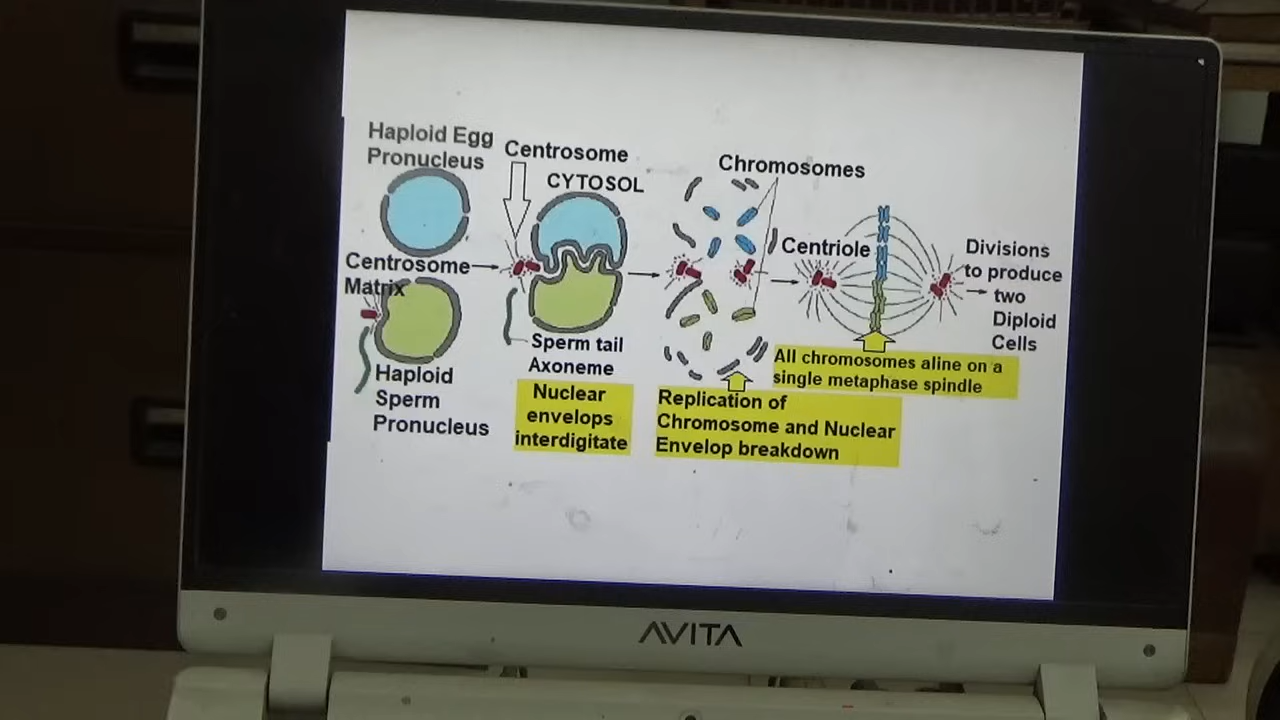 Haploid Egg
Pronucleus
Centrosome
CYTOSOL
Centrosome
Matrix
Haploid
Sperm
Pronucleus
Sperm tail
Axoneme
Nuclear
envelops
interdigitate
Chromosomes
Replication of
Chromosome and Nuclear
Envelop breakdown
Centriole
All chromosomes aline on a
single metaphase spindle
Divisions
to produce
two
Diploid
Cells
AVITA